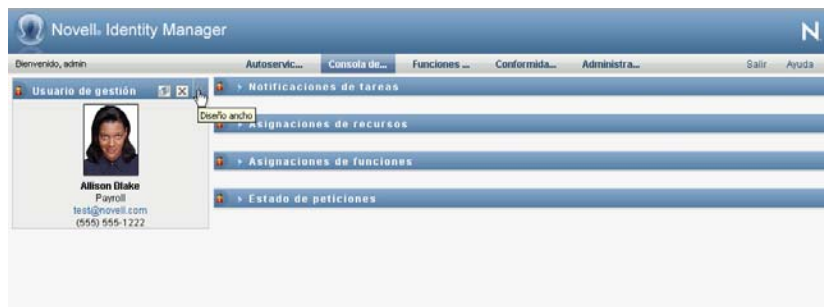 Novell® Identity Manager
N
Bienvenido, admin
Autoservic...
Consola de...
Funciones ...
Conformida...
Administra...
Salir
Ayuda
Usuario de gestión
Diseño ancho
Allison Blake
Payroll
test@novell.com
(555) 555-1222
Notificaciones de tareas
Asignaciones de recursos
Asignaciones de funciones
Estado de peticiones